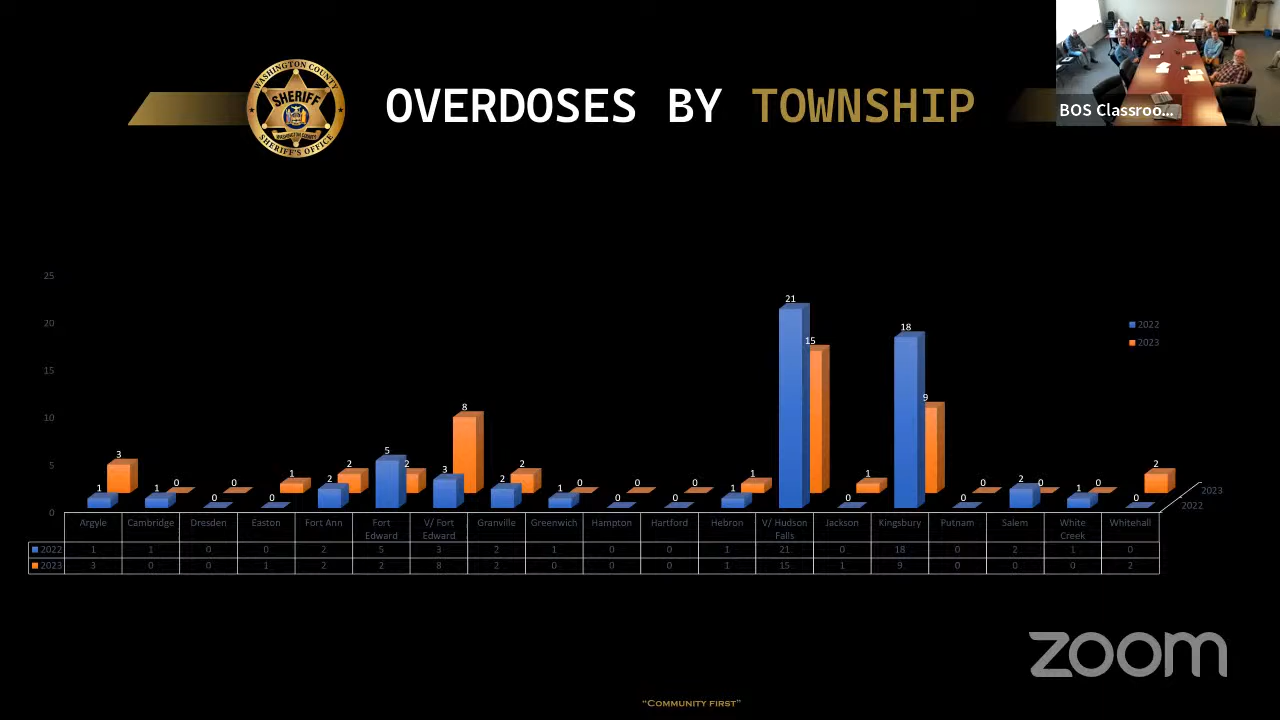 WASHINGTON COUNTY
SHERIFF
WASHINGTON COUNTY
SHERIFF'S OFFICE
OVERDOSES BY TOWNSHIP
BOS Classroo...
25
20
15
10
5
0
1 3
1 0
0 0
0 1
2 2
5 2
3 8
2 2
1 0
0 0
0 0
1 1
21 15
0 1
18 9
0 0
2 0
1 0
0 2
2022
2023
2023
2022
Argyle Cambridge Dresden Easton Fort Ann Fort Edward V/ Fort Edward Granville Greenwich Hampton Hartford Hebron V/ Hudson Falls Jackson Kingsbury Putnam Salem White Creek Whitehall
2022 1 1 0 0 2 5 3 2 1 0 0 1 21 0 18 0 2 1 0
2023 3 0 0 1 2 2 8 2 0 0 0 1 15 1 9 0 0 0 2
zoom
"COMMUNITY FIRST"